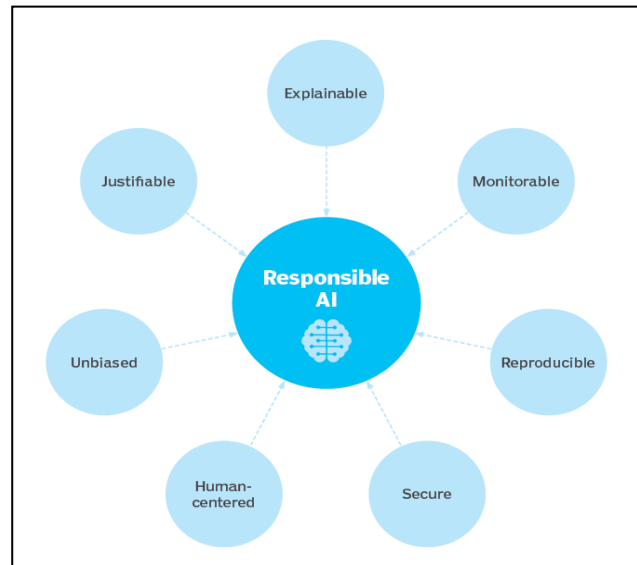 Explainable
Justifiable
Monitorable
Responsible
AI
Unbiased
Reproducible
Human-
centered
Secure